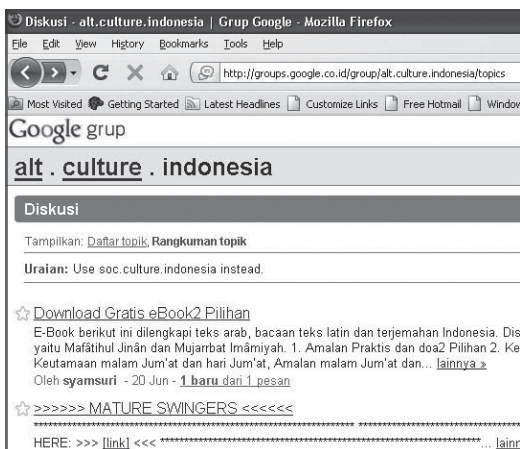 Diskusi - alt.culture.indonesia | Grup Google - Mozilla Firefox
File Edit View History Bookmarks Tools Help
http://groups.google.co.id/group/alt.culture.indonesia/topics
Most Visited Getting Started Latest Headlines Customize Links Free Hotmail Window
Google grup
alt . culture . indonesia
Diskusi
Tampilkan: Daftar topik, Rangkuman topik
Uraian: Use soc.culture.indonesia instead.
Download Gratis eBook2 Pilihan
E-Book berikut ini dilengkapi teks arab, bacaan teks latin dan terjemahan Indonesia. Dis
yaitu Mafâtihul Jinân dan Mujarrbat Imâmiyah. 1. Amalan Praktis dan doa2 Pilihan 2. Ke
Keutamaan malam Jum'at dan hari Jum'at, Amalan malam Jum'at dan... lainnya »
Oleh syamsuri - 20 Jun - 1 baru dari 1 pesan
>>>>>> MATURE SWINGERS <<<<<<
HERE: >>> [link] <<< ... lainn